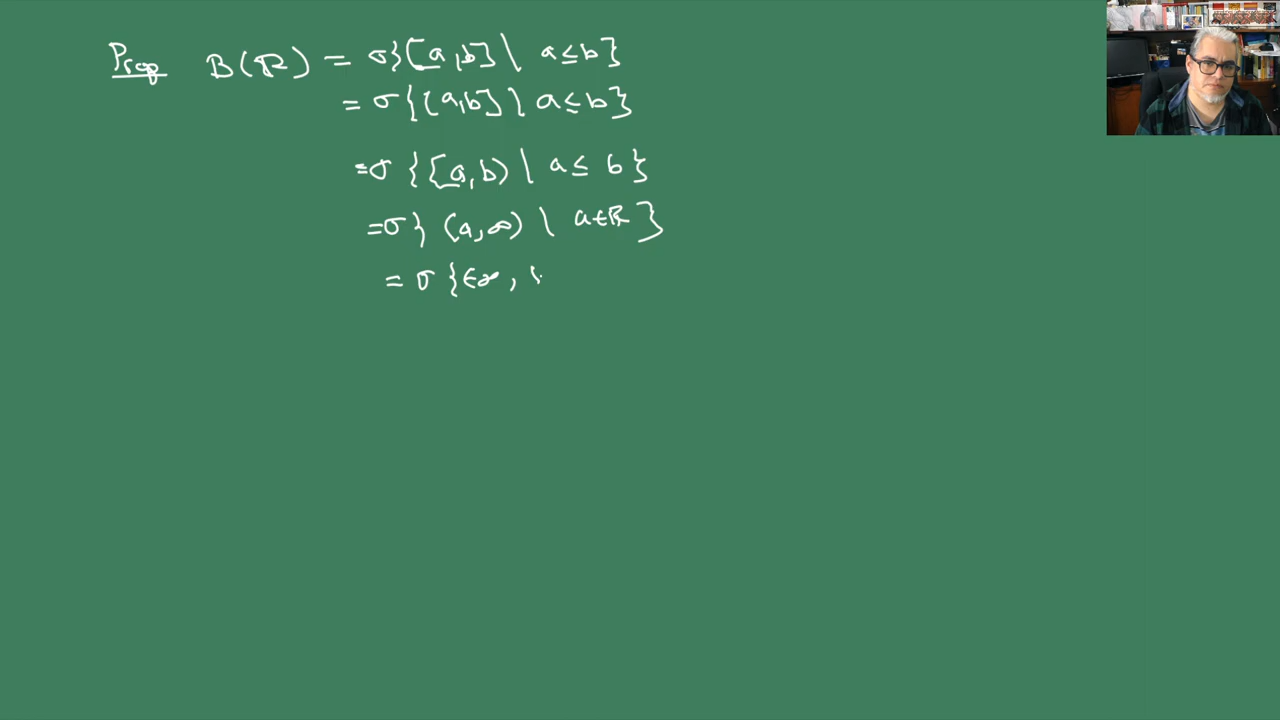 Prop B(ℝ) = σ{[a,b] | a≤b}
= σ{(a,b] | a≤b}
=σ{[a,b) | a≤ b}
=σ{ (a,∞) | a∈ℝ }
= σ{(-∞,